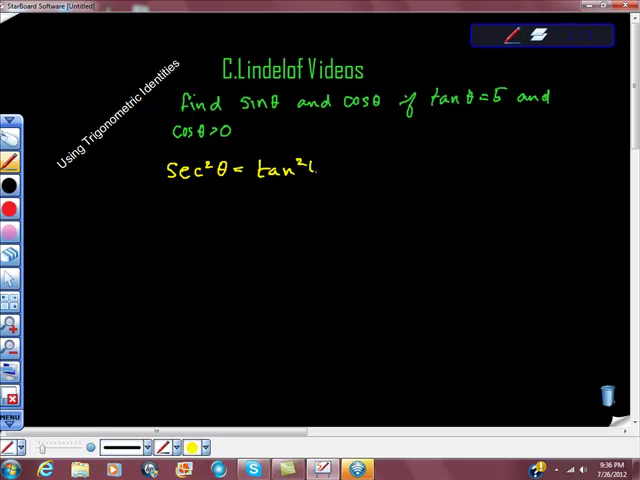 StarBoard Software [Untitled]
C.Lindelof Videos
Using Trigonometric Identities
find sinθ and cosθ if tanθ=5 and
cosθ>0
sec²θ = tan²
MENU
9:36 PM
7/26/2012